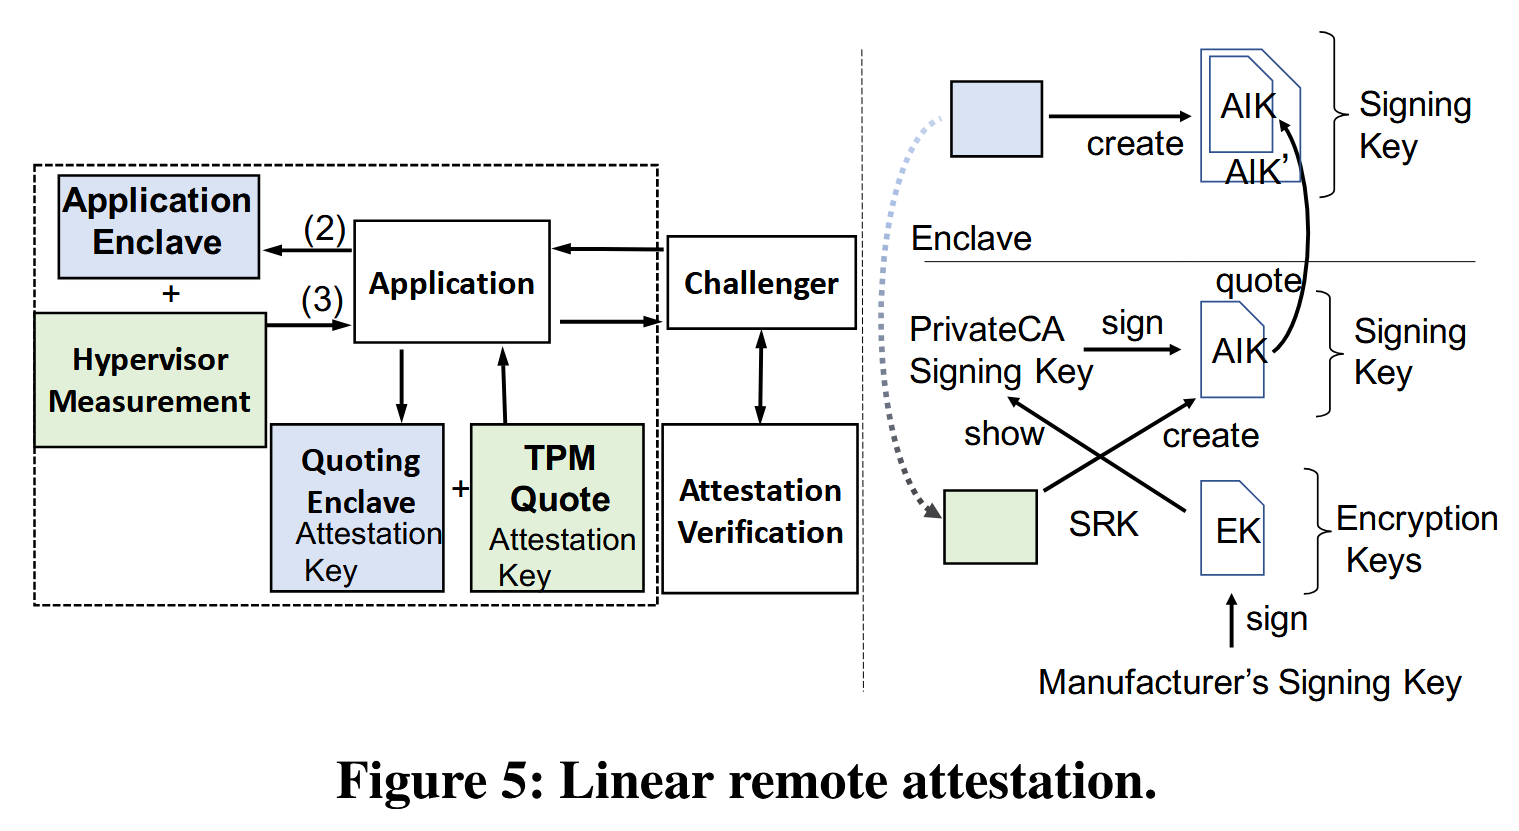 Application
Enclave
+
Hypervisor
Measurement
(2)
(3)
Application
Challenger
Quoting
Enclave
Attestation
Key
+
TPM
Quote
Attestation
Key
Attestation
Verification
create
AIK
AIK’
Signing
Key
Enclave
quote
PrivateCA
Signing Key
sign
AIK
Signing
Key
show
create
SRK
EK
Encryption
Keys
sign
Manufacturer’s Signing Key
Figure 5: Linear remote attestation.